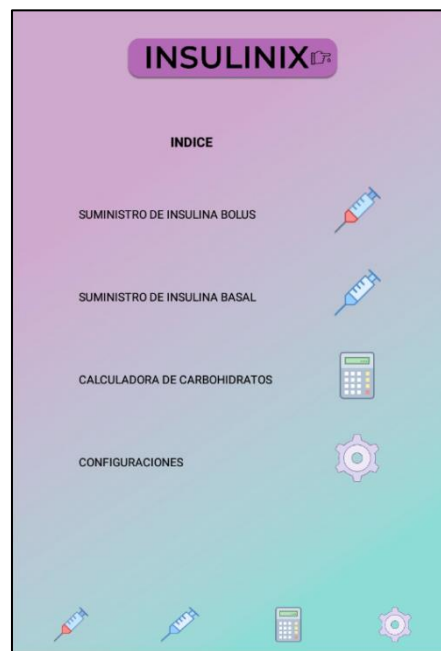 INSULINIX
INDICE
SUMINISTRO DE INSULINA BOLUS
SUMINISTRO DE INSULINA BASAL
CALCULADORA DE CARBOHIDRATOS
CONFIGURACIONES